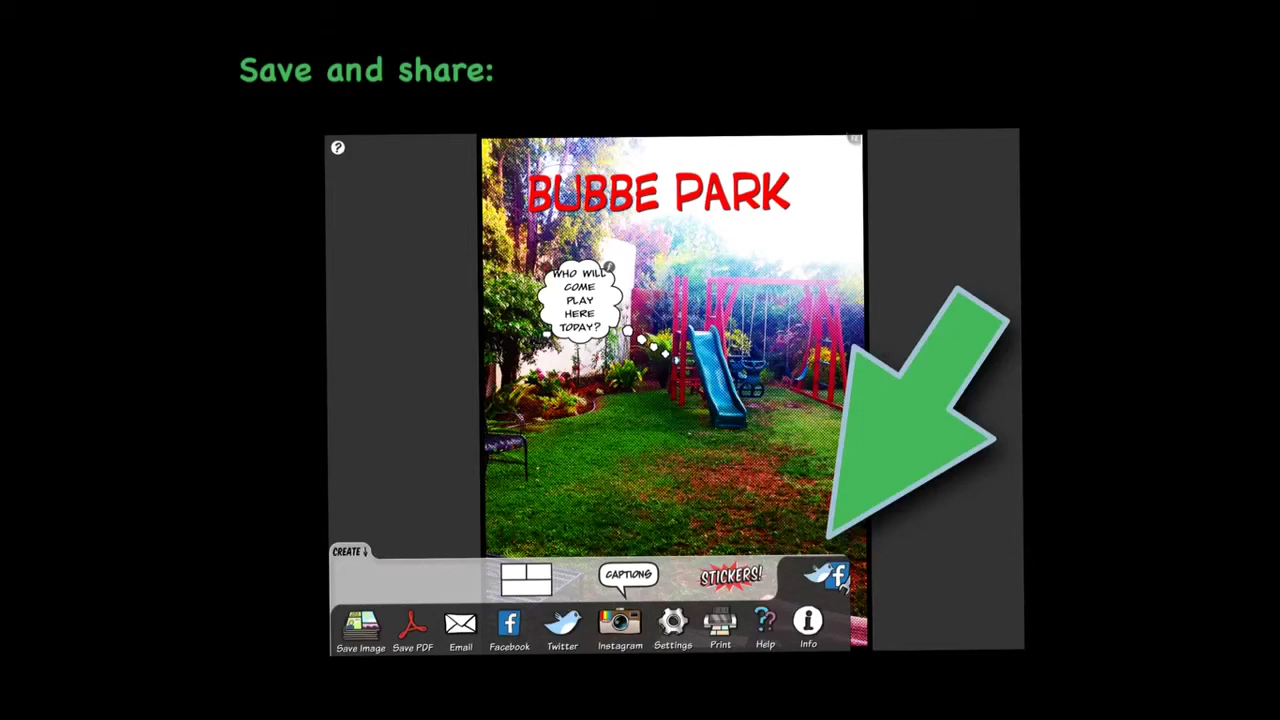 Save and share:
?
BUBBE PARK
WHO WILL
COME
PLAY
HERE
TODAY?
CREATE
CAPTIONS
STICKERS!
Save Image
Save PDF
Email
Facebook
Twitter
Instagram
Settings
Print
Help
Info